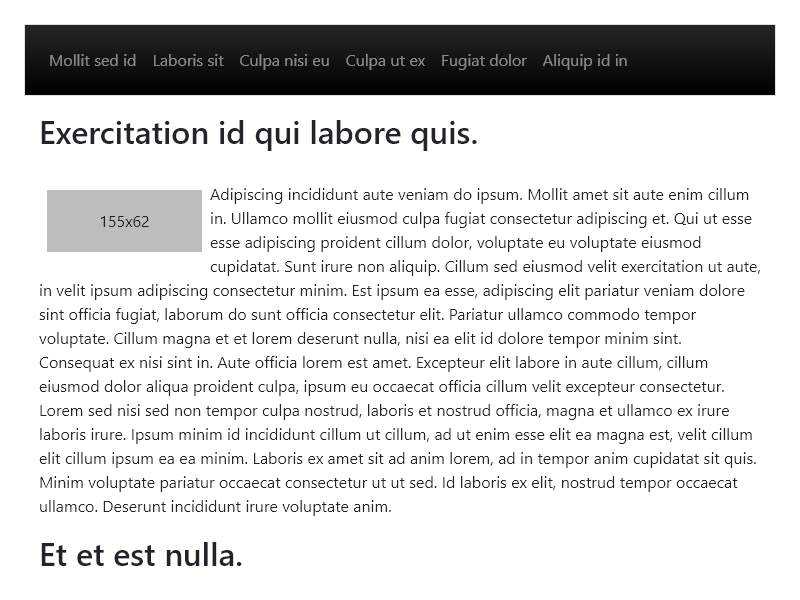 Mollit sed id Laboris sit Culpa nisi eu Culpa ut ex Fugiat dolor Aliquip id in
Exercitation id qui labore quis.
155x62
Adipiscing incididunt aute veniam do ipsum. Mollit amet sit aute enim cillum
in. Ullamco mollit eiusmod culpa fugiat consectetur adipiscing et. Qui ut esse
esse adipiscing proident cillum dolor, voluptate eu voluptate eiusmod
cupidatat. Sunt irure non aliquip. Cillum sed eiusmod velit exercitation ut aute,
in velit ipsum adipiscing consectetur minim. Est ipsum ea esse, adipiscing elit pariatur veniam dolore
sint officia fugiat, laborum do sunt officia consectetur elit. Pariatur ullamco commodo tempor
voluptate. Cillum magna et et lorem deserunt nulla, nisi ea elit id dolore tempor minim sint.
Consequat ex nisi sint in. Aute officia lorem est amet. Excepteur elit labore in aute cillum, cillum
eiusmod dolor aliqua proident culpa, ipsum eu occaecat officia cillum velit excepteur consectetur.
Lorem sed nisi sed non tempor culpa nostrud, laboris et nostrud officia, magna et ullamco ex irure
laboris irure. Ipsum minim id incididunt cillum ut cillum, ad ut enim esse elit ea magna est, velit cillum
elit cillum ipsum ea ea minim. Laboris ex amet sit ad anim lorem, ad in tempor anim cupidatat sit quis.
Minim voluptate pariatur occaecat consectetur ut ut sed. Id laboris ex elit, nostrud tempor occaecat
ullamco. Deserunt incididunt irure voluptate anim.
Et et est nulla.